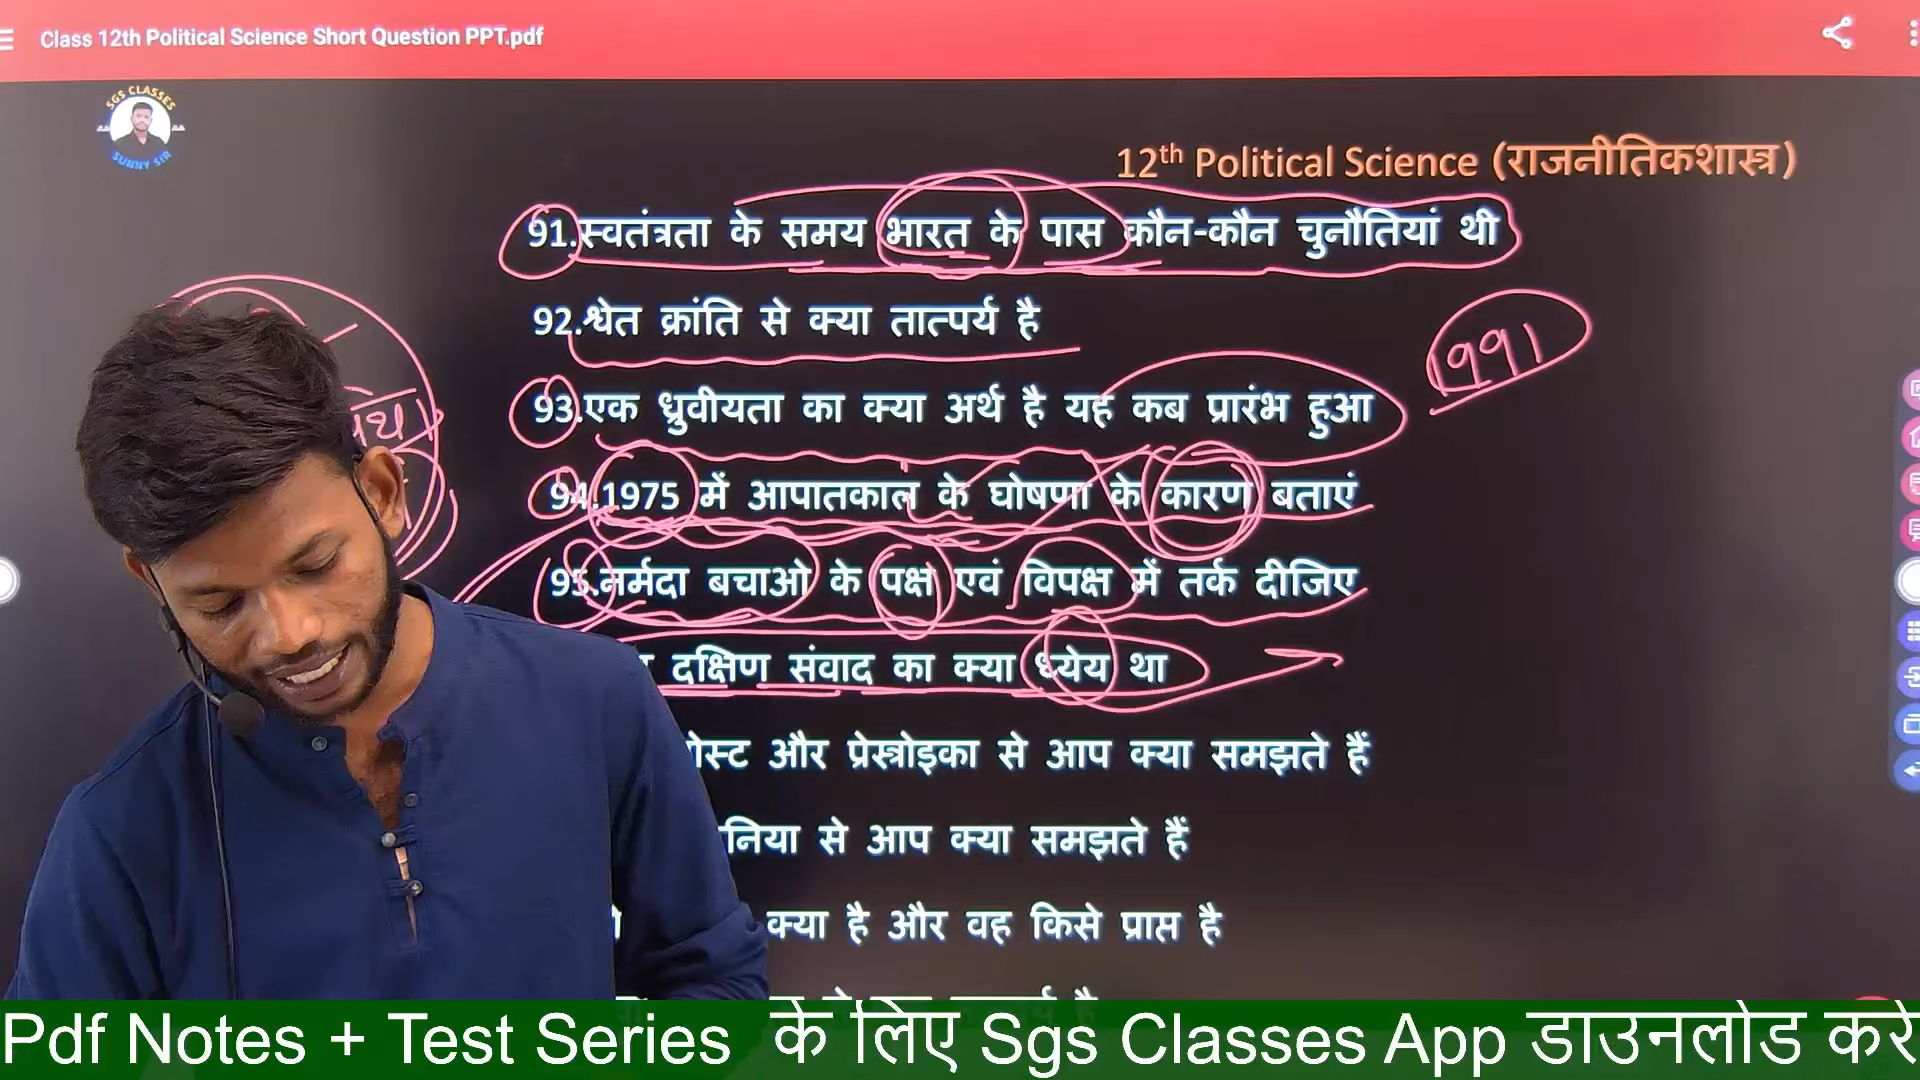 Class 12th Political Science Short Question PPT.pdf
SGS CLASSES
SUNNY SIR
12th Political Science (राजनीतिकशास्त्र)
91.स्वतंत्रता के समय भारत के पास कौन-कौन चुनौतियां थी
92.श्वेत क्रांति से क्या तात्पर्य है
1991
93.एक ध्रुवीयता का क्या अर्थ है यह कब प्रारंभ हुआ
94.1975 में आपातकाल के घोषणा के कारण बताएं
95.नर्मदा बचाओ के पक्ष एवं विपक्ष में तर्क दीजिए
दक्षिण संवाद का क्या ध्येय था
और प्रेस्त्रोइका से आप क्या समझते हैं
से आप क्या समझते हैं
क्या है और वह किसे प्राप्त है
Pdf Notes + Test Series के लिए Sgs Classes App डाउनलोड करे